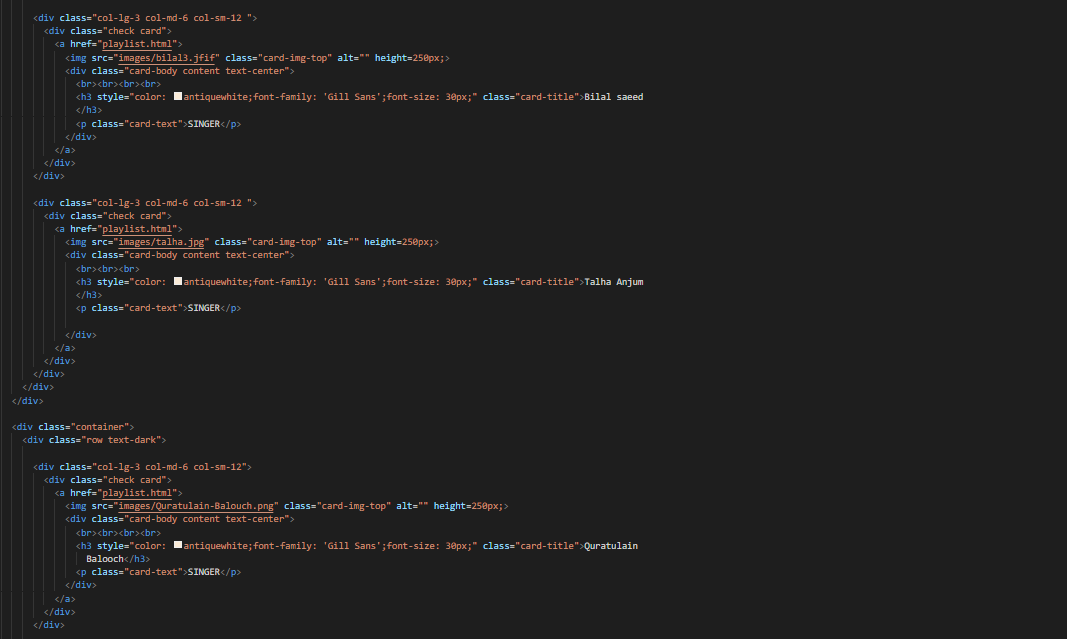 <div class="col-lg-3 col-md-6 col-sm-12 ">
<div class="check card">
<a href="playlist.html">
<img src="images/bilal3.jfif" class="card-img-top" alt="" height=250px;>
<div class="card-body content text-center">
<br><br><br><br>
<h3 style="color: antiquewhite;font-family: 'Gill Sans';font-size: 30px;" class="card-title">Bilal saeed
</h3>
<p class="card-text">SINGER</p>
</div>
</a>
</div>
</div>
<div class="col-lg-3 col-md-6 col-sm-12 ">
<div class="check card">
<a href="playlist.html">
<img src="images/talha.jpg" class="card-img-top" alt="" height=250px;>
<div class="card-body content text-center">
<br><br><br>
<h3 style="color: antiquewhite;font-family: 'Gill Sans';font-size: 30px;" class="card-title">Talha Anjum
</h3>
<p class="card-text">SINGER</p>
</div>
</a>
</div>
</div>
</div>
</div>
<div class="container">
<div class="row text-dark">
<div class="col-lg-3 col-md-6 col-sm-12">
<div class="check card">
<a href="playlist.html">
<img src="images/Quratulain-Balouch.png" class="card-img-top" alt="" height=250px;>
<div class="card-body content text-center">
<br><br><br><br>
<h3 style="color: antiquewhite;font-family: 'Gill Sans';font-size: 30px;" class="card-title">Quratulain
Balooch</h3>
<p class="card-text">SINGER</p>
</div>
</a>
</div>
</div>